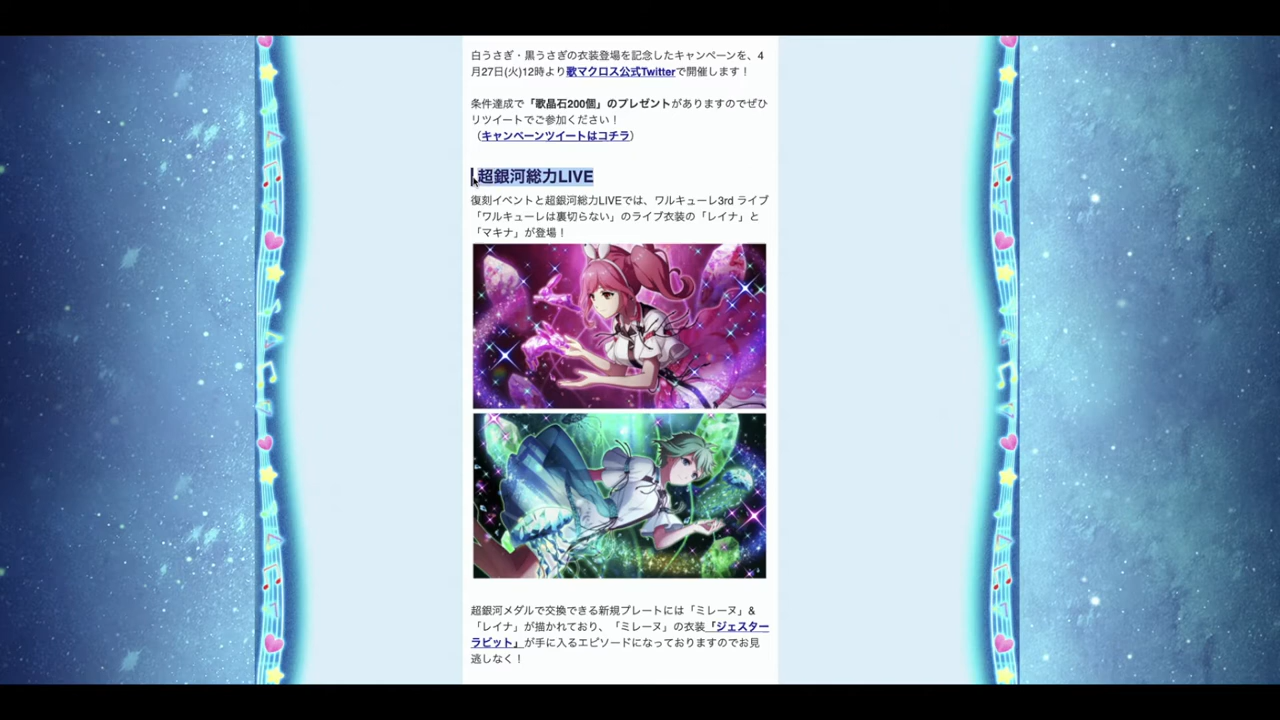 白うさぎ・黒うさぎの衣装登場を記念したキャンペーンを、4
月27日(火)12時より歌マクロス公式Twitterで開催します！
条件達成で「歌晶石200個」のプレゼントがありますのでぜひ
リツイートでご参加ください！
（キャンペーンツイートはコチラ）
超銀河総力LIVE
復刻イベントと超銀河総力LIVEでは、ワルキューレ3rd ライブ
「ワルキューレは裏切らない」のライブ衣装の「レイナ」と
「マキナ」が登場！
超銀河メダルで交換できる新規プレートには「ミレーヌ」&
「レイナ」が描かれており、「ミレーヌ」の衣装「ジェスター
ラビット」が手に入るエピソードになっておりますのでお見
逃しなく！